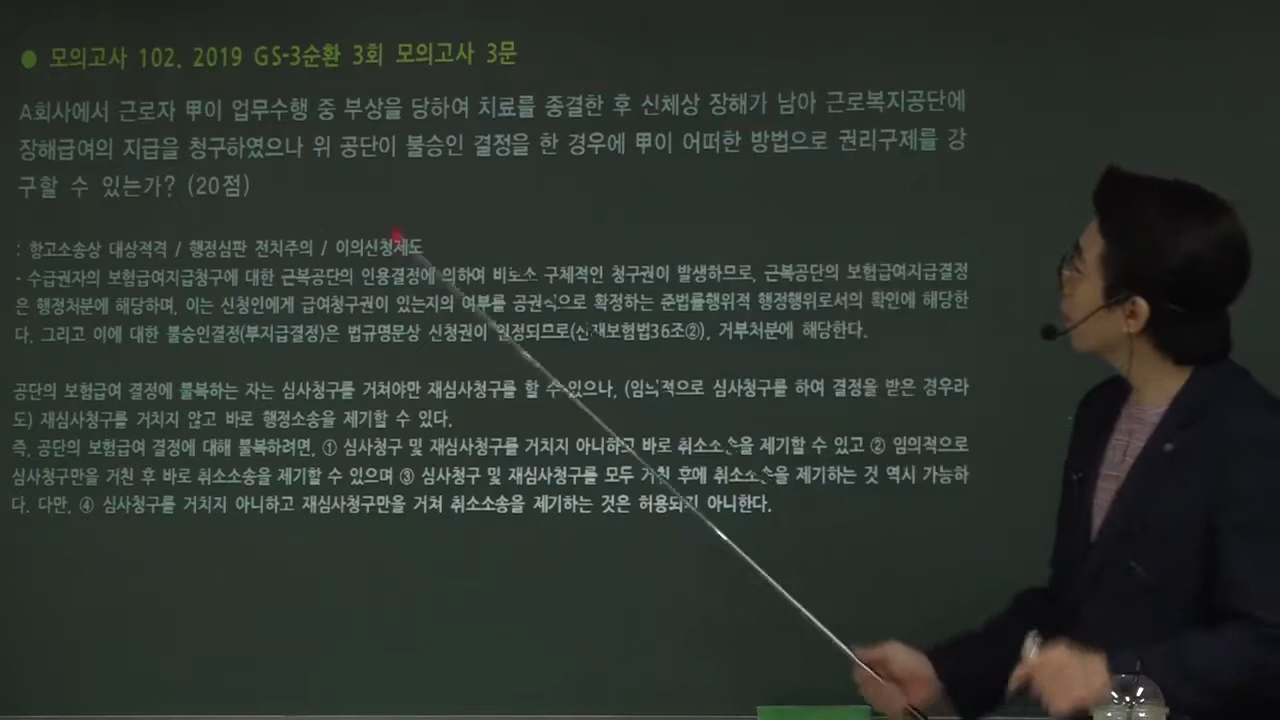 ● 모의고사 102. 2019 GS-3순환 3회 모의고사 3문
A회사에서 근로자 甲이 업무수행 중 부상을 당하여 치료를 종결한 후 신체상 장해가 남아 근로복지공단에
장해급여의 지급을 청구하였으나 위 공단이 불승인 결정을 한 경우에 甲이 어떠한 방법으로 권리구제를 강
구할 수 있는가? (20점)
: 항고소송상 대상적격 / 행정심판 전치주의 / 이의신청제도
- 수급권자의 보험급여지급청구에 대한 근복공단의 인용결정에 의하여 비로소 구체적인 청구권이 발생하므로, 근복공단의 보험급여지급결정
은 행정처분에 해당하며, 이는 신청인에게 급여청구권이 있는지의 여부를 공권적으로 확정하는 준법률행위적 행정행위로서의 확인에 해당한
다. 그리고 이에 대한 불승인결정(부지급결정)은 법규명문상 신청권이 인정되므로(산재보험법36조②), 거부처분에 해당한다.
공단의 보험급여 결정에 불복하는 자는 심사청구를 거쳐야만 재심사청구를 할 수 있으나, (임의적으로 심사청구를 하여 결정을 받은 경우라
도) 재심사청구를 거치지 않고 바로 행정소송을 제기할 수 있다.
즉, 공단의 보험급여 결정에 대해 불복하려면, ① 심사청구 및 재심사청구를 거치지 아니하고 바로 취소소송을 제기할 수 있고 ② 임의적으로
심사청구만을 거친 후 바로 취소소송을 제기할 수 있으며 ③ 심사청구 및 재심사청구를 모두 거친 후에 취소소송을 제기하는 것 역시 가능하
다. 다만, ④ 심사청구를 거치지 아니하고 재심사청구만을 거쳐 취소소송을 제기하는 것은 허용되지 아니한다.